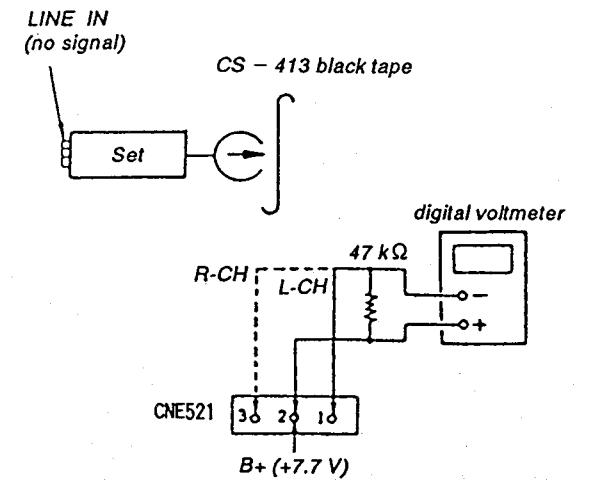 LINE IN
(no signal)
CS – 413 black tape
Set
digital voltmeter
47 kΩ
R-CH
L-CH
−
+
CNE521
3 2 1
B+ (+7.7 V)